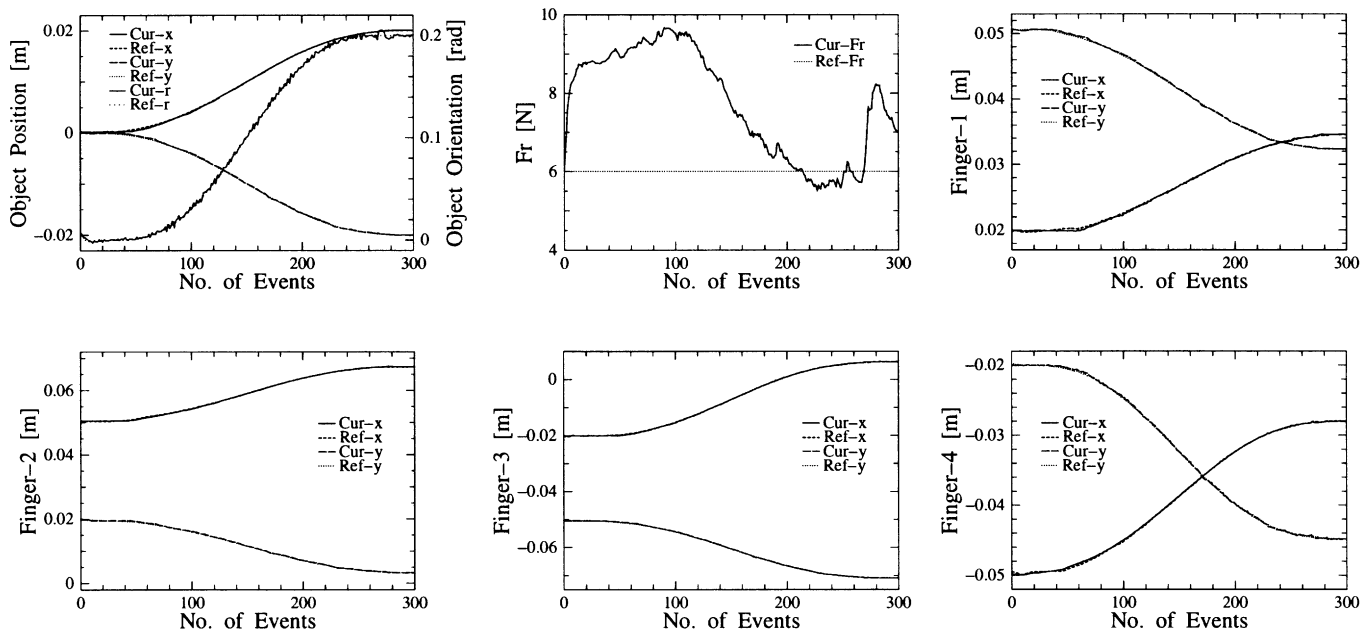 Object Position [m]
0.02
0
−0.02
Cur−x
Ref−x
Cur−y
Ref−y
Cur−r
Ref−r
0.2
0.1
0
Object Orientation [rad]
0 100 200 300
No. of Events
Fr [N]
10
8
6
4
Cur−Fr
Ref−Fr
0 100 200 300
No. of Events
Finger−1 [m]
0.05
0.04
0.03
0.02
Cur−x
Ref−x
Cur−y
Ref−y
0 100 200 300
No. of Events
Finger−2 [m]
0.06
0.04
0.02
0
Cur−x
Ref−x
Cur−y
Ref−y
0 100 200 300
No. of Events
Finger−3 [m]
0
−0.02
−0.04
−0.06
Cur−x
Ref−x
Cur−y
Ref−y
0 100 200 300
No. of Events
Finger−4 [m]
−0.02
−0.03
−0.04
−0.05
Cur−x
Ref−x
Cur−y
Ref−y
0 100 200 300
No. of Events